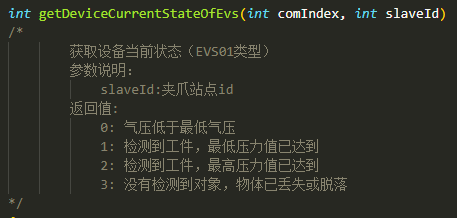 int getDeviceCurrentStateOfEvs(int comIndex, int slaveId)
/*
获取设备当前状态（EVS01类型）
参数说明:
slaveId:夹爪站点id
返回值:
0: 气压低于最低气压
1: 检测到工件，最低压力值已达到
2: 检测到工件，最高压力值已达到
3: 没有检测到对象，物体已丢失或脱落
*/